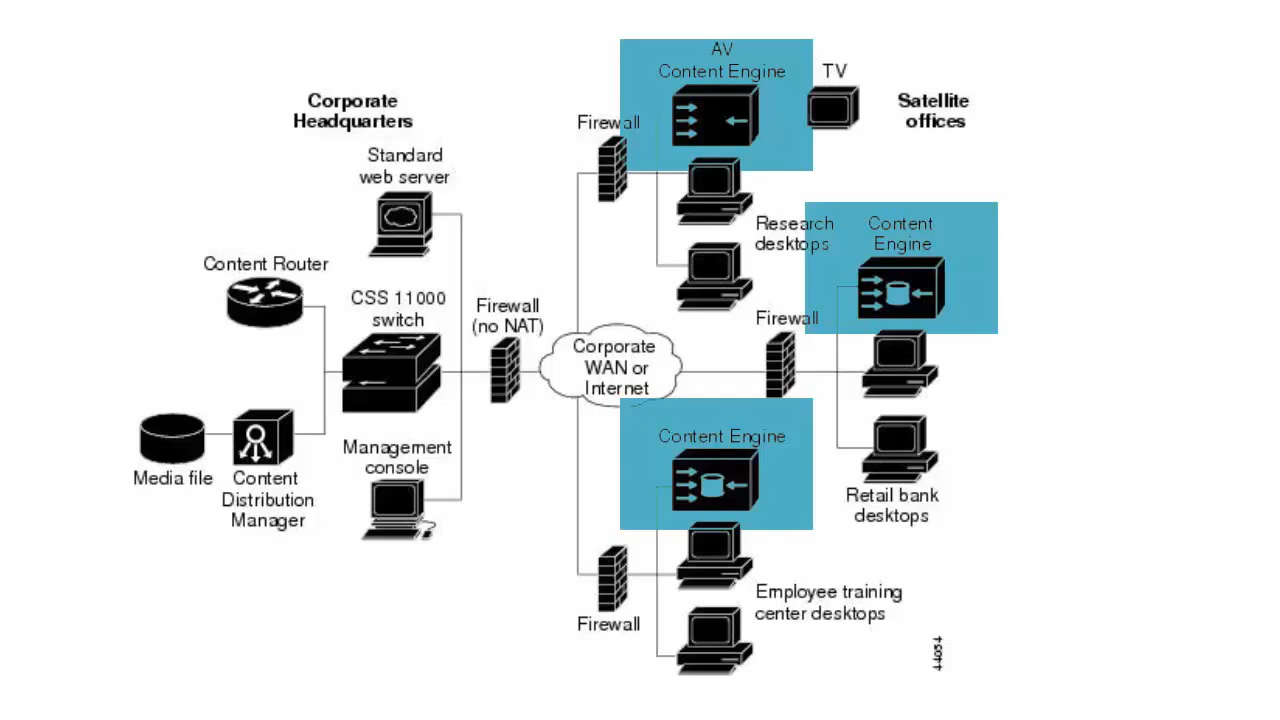 AV
Content Engine
TV
Corporate
Headquarters
Satellite
offices
Firewall
Standard
web server
Research
desktops
Content
Engine
Content Router
CSS 11000
switch
Firewall
(no NAT)
Firewall
Corporate
WAN or
Internet
Content Engine
Management
console
Media file
Content
Distribution
Manager
Retail bank
desktops
Employee training
center desktops
Firewall
44054